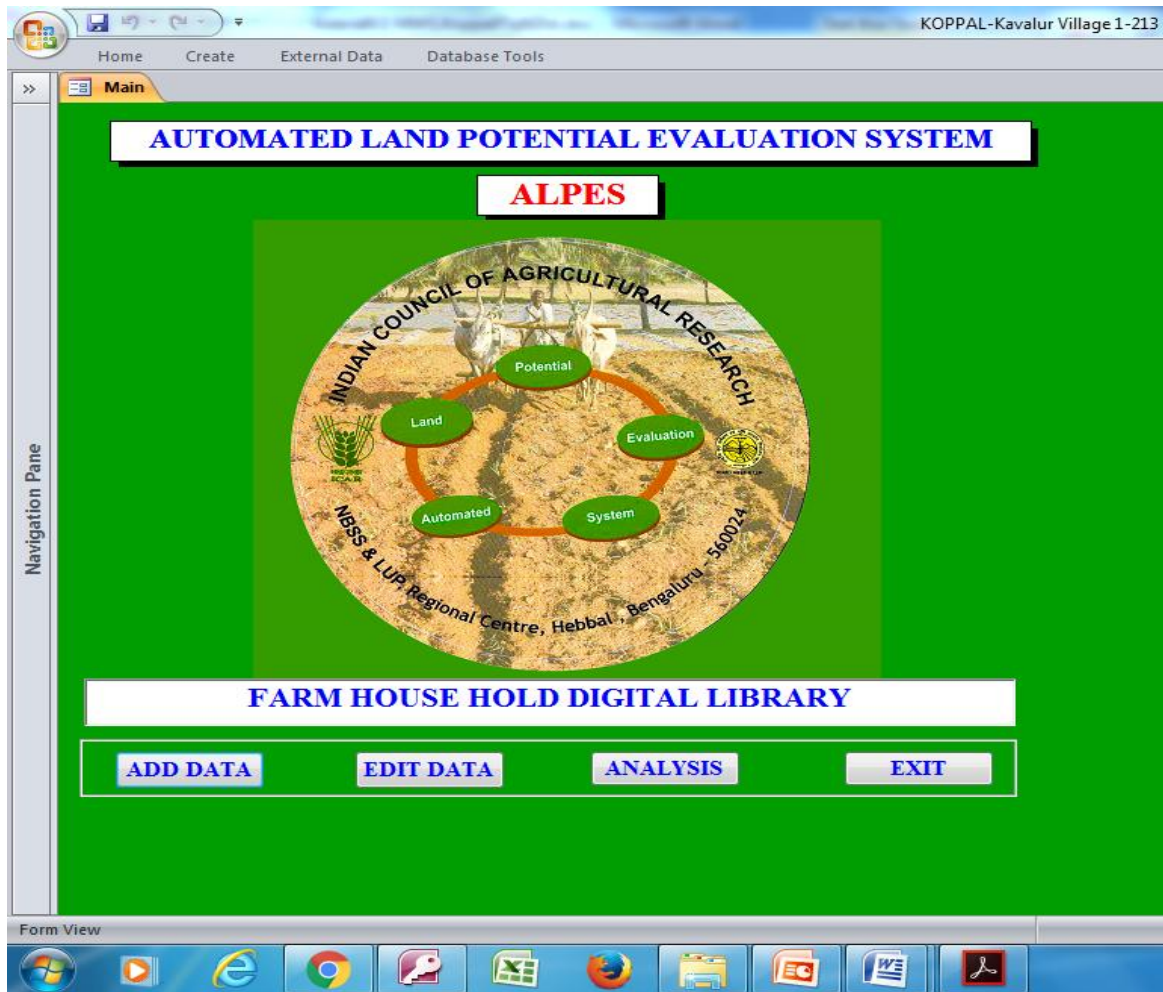 KOPPAL-Kavalur Village 1-213
Home Create External Data Database Tools
Main
AUTOMATED LAND POTENTIAL EVALUATION SYSTEM
ALPES
INDIAN COUNCIL OF AGRICULTURAL RESEARCH
Potential
Land
Evaluation
Automated
System
ICAR
NBSS & LUP, Regional Centre, Hebbal , Bengaluru - 560024
Navigation Pane
FARM HOUSE HOLD DIGITAL LIBRARY
ADD DATA EDIT DATA ANALYSIS EXIT
Form View